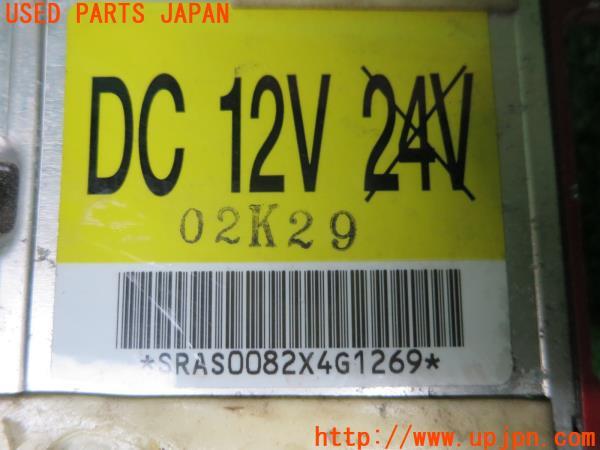 USED PARTS JAPAN
DC 12V 24V
02K29
*SRAS0082X4G1269*
http://www.upjpn.com